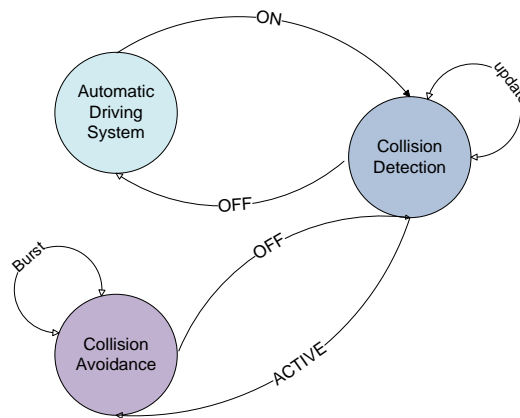 ON
Automatic
Driving
System
update
Collision
Detection
OFF
OFF
Burst
Collision
Avoidance
ACTIVE